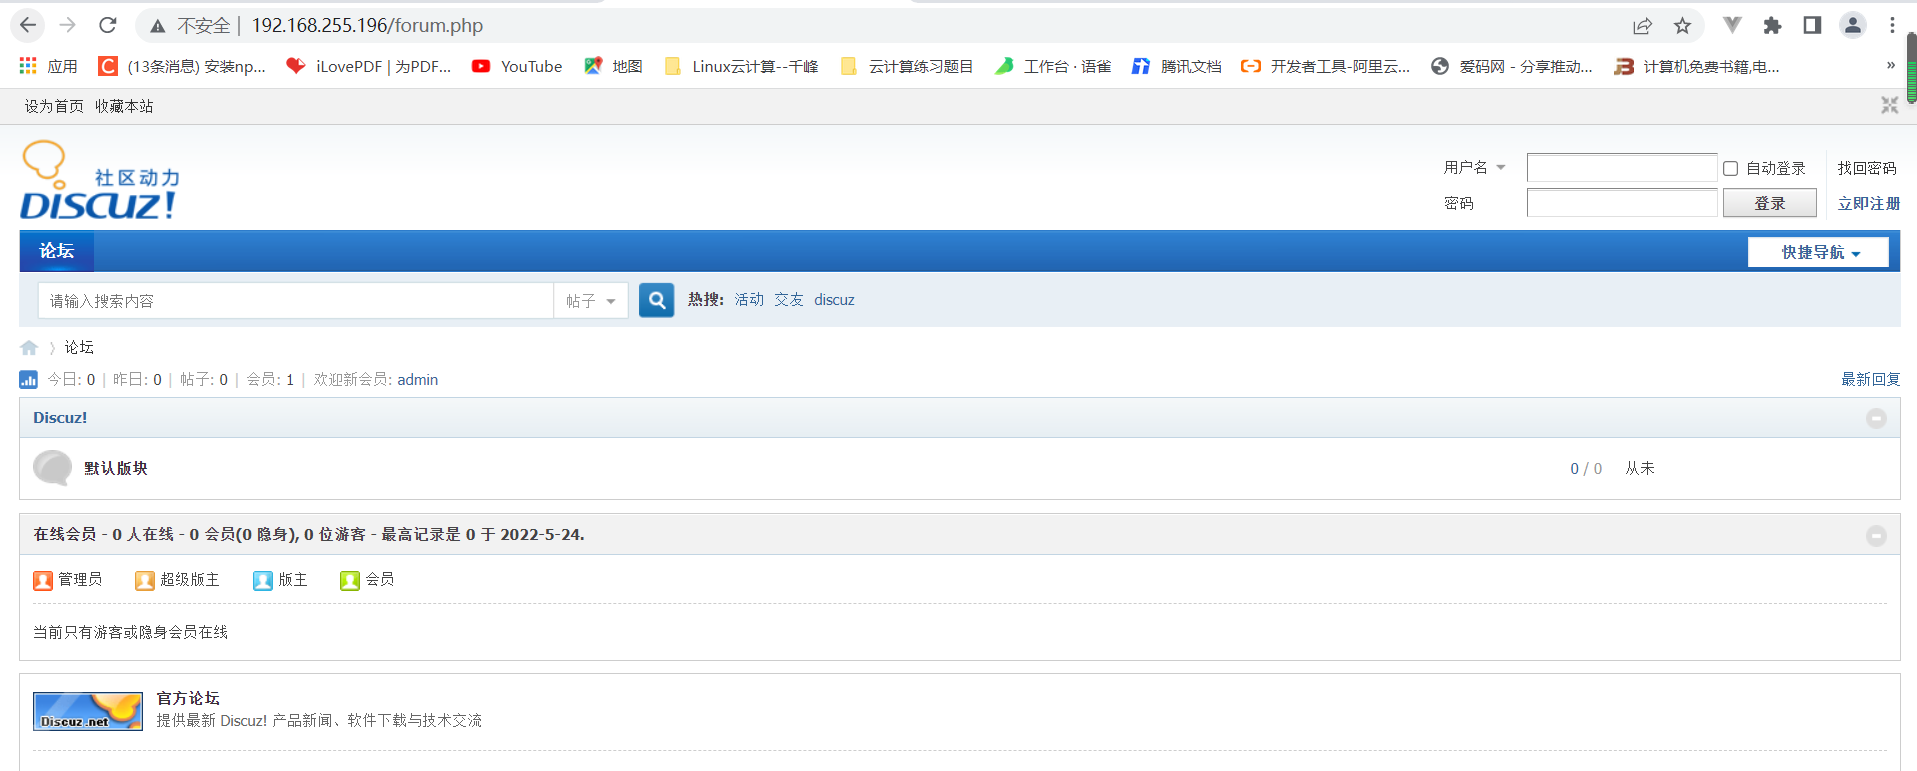 不安全 | 192.168.255.196/forum.php
应用 (13条消息) 安装np... iLovePDF | 为PDF... YouTube 地图 Linux云计算--千峰 云计算练习题目 工作台 · 语雀 腾讯文档 开发者工具-阿里云... 爱码网 - 分享推动... 计算机免费书籍,电... »
设为首页 收藏本站
社区动力
DISCUZ!
用户名 自动登录 找回密码
密码 登录 立即注册
论坛 快捷导航
请输入搜索内容 帖子 热搜: 活动 交友 discuz
论坛
今日: 0 | 昨日: 0 | 帖子: 0 | 会员: 1 | 欢迎新会员: admin 最新回复
Discuz!
默认版块 0 / 0 从未
在线会员 - 0 人在线 - 0 会员(0 隐身), 0 位游客 - 最高记录是 0 于 2022-5-24.
管理员 超级版主 版主 会员
当前只有游客或隐身会员在线
Discuz.net 官方论坛
提供最新 Discuz! 产品新闻、软件下载与技术交流